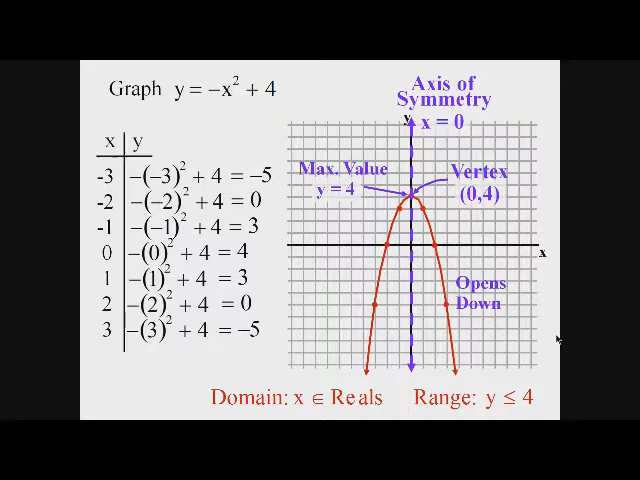 Graph y = −x² + 4
x y
-3 −(−3)² + 4 = −5
-2 −(−2)² + 4 = 0
-1 −(−1)² + 4 = 3
0 −(0)² + 4 = 4
1 −(1)² + 4 = 3
2 −(2)² + 4 = 0
3 −(3)² + 4 = −5
Axis of
Symmetry
x = 0
y
Max. Value
y = 4
Vertex
(0,4)
x
Opens
Down
Domain: x ∈ Reals
Range: y ≤ 4